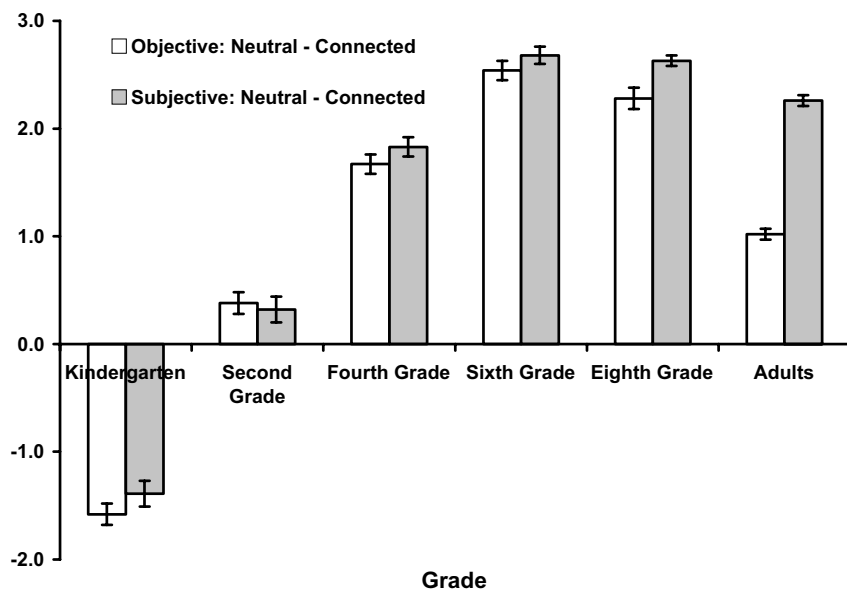 3.0
Objective: Neutral - Connected
Subjective: Neutral - Connected
2.0
1.0
0.0
Kindergarten Second Grade Fourth Grade Sixth Grade Eighth Grade Adults
-1.0
-2.0
Grade